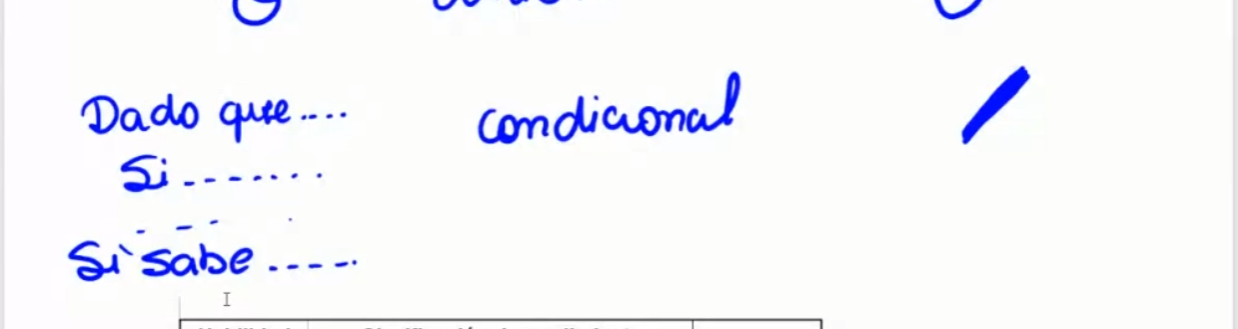 Dado que.... condicional /
Si.......
Si sabe.....